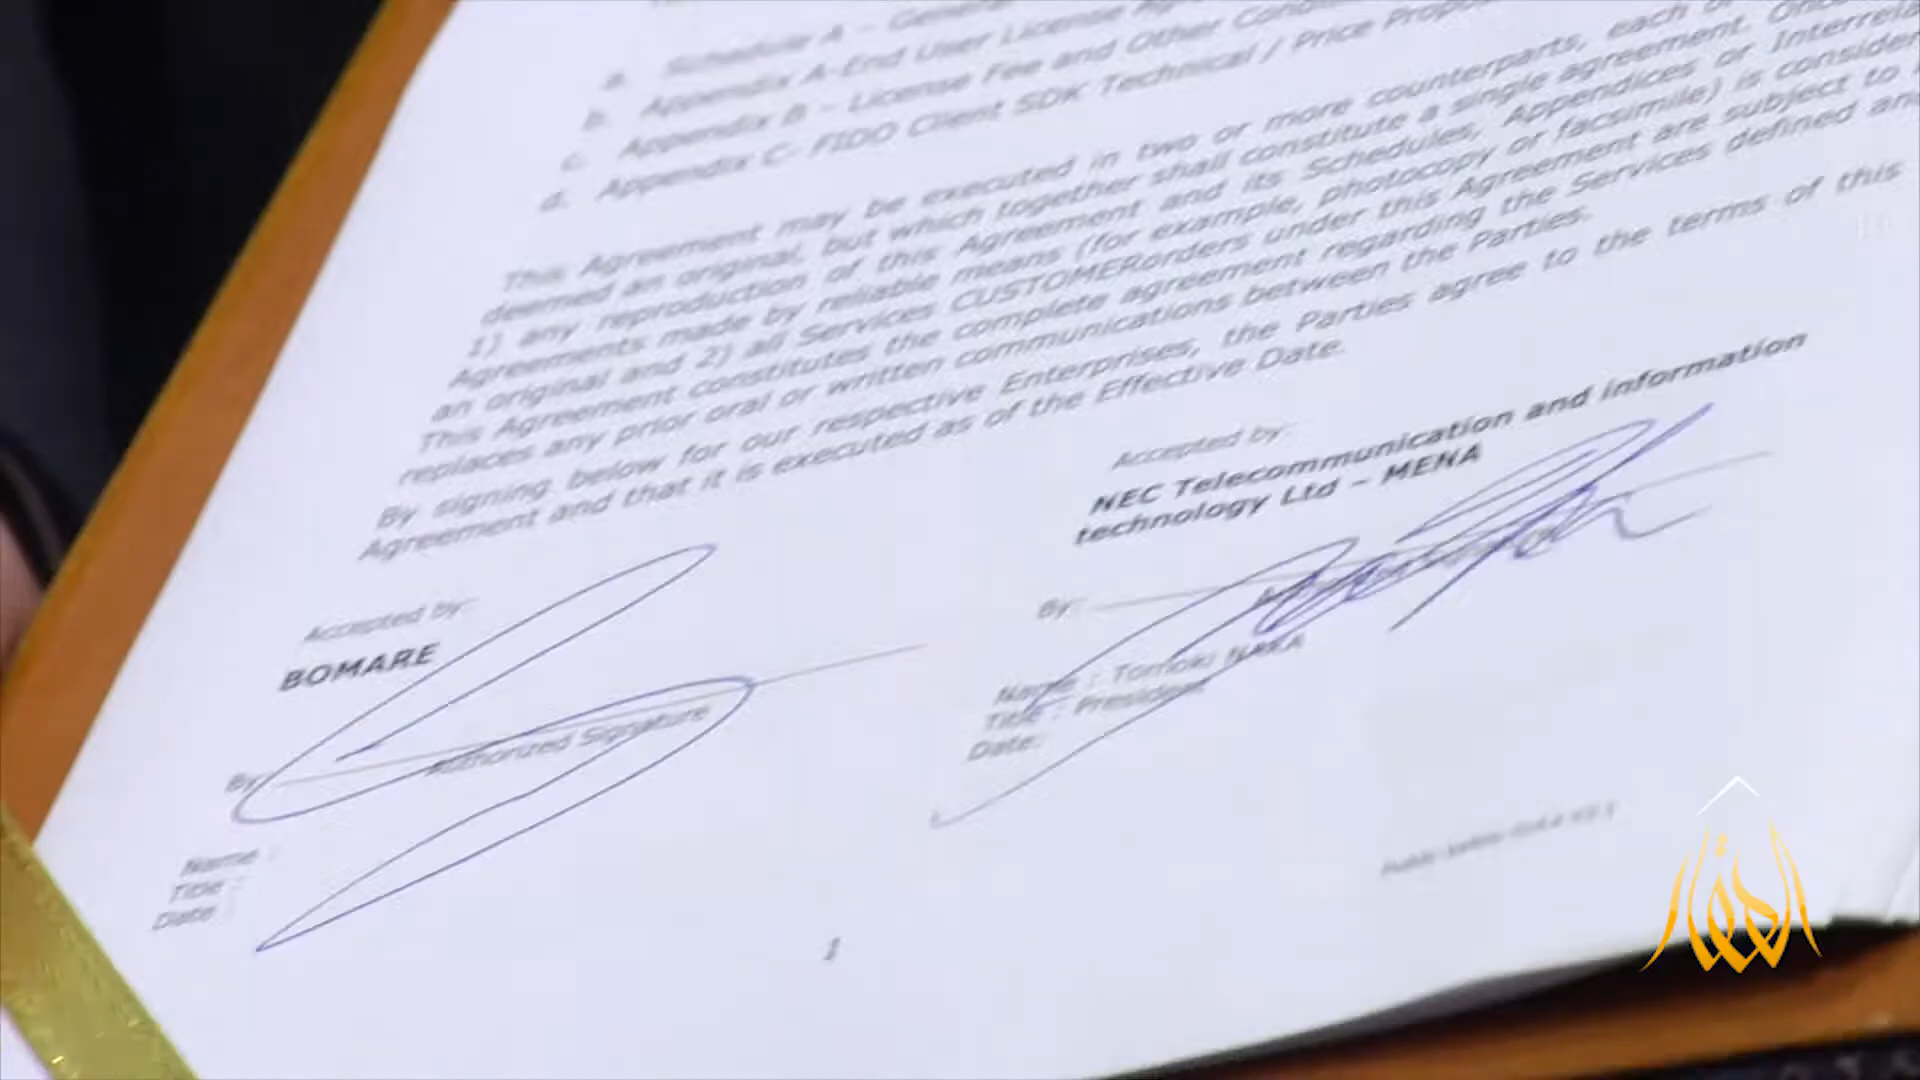 a. Schedule A – General
b. Appendix A-End User License
c. Appendix B – License Fee and Other
d. Appendix C- FIDO Client SDK Technical / Price
This Agreement may be executed in two or more counterparts, each
deemed an original, but which together shall constitute a single agreement.
1) any reproduction of this Agreement and its Schedules, Appendices or
Agreements made by reliable means (for example, photocopy or facsimile) is
an original and 2) all Services CUSTOMERorders under this Agreement are subject to
This Agreement constitutes the complete agreement regarding the Services defined
replaces any prior oral or written communications between the Parties.
By signing below for our respective Enterprises, the Parties agree to the terms of this
Agreement and that it is executed as of the Effective Date.
Accepted by:
BOMARE
By:
Authorized Signature
Name :
Title :
Date :
Accepted by:
NEC Telecommunication and information
technology Ltd – MENA
By:
Name : Tomoki NAKA
Title : President
Date: